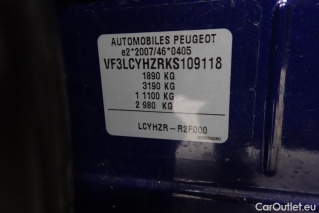 AUTOMOBILES PEUGEOT
e2*2007/46*0405
VF3LCYHZRKS109118
1890 KG
3190 KG
1 1100 KG
2 980 KG
LCYHZR-R2F000
© CarOutlet.eu